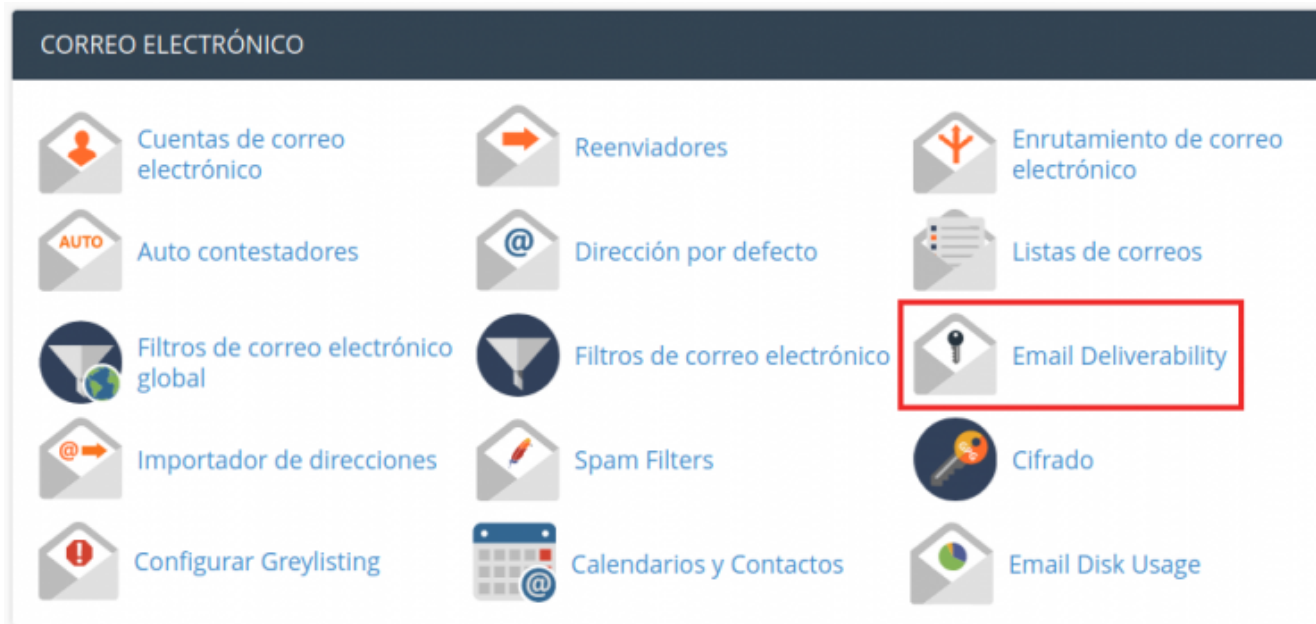 CORREO ELECTRÓNICO
Cuentas de correo
electrónico
Reenviadores
Enrutamiento de correo
electrónico
AUTO
Auto contestadores
@
Dirección por defecto
Listas de correos
Filtros de correo electrónico
global
Filtros de correo electrónico
Email Deliverability
@
Importador de direcciones
Spam Filters
GPG
Cifrado
!
Configurar Greylisting
@
Calendarios y Contactos
Email Disk Usage